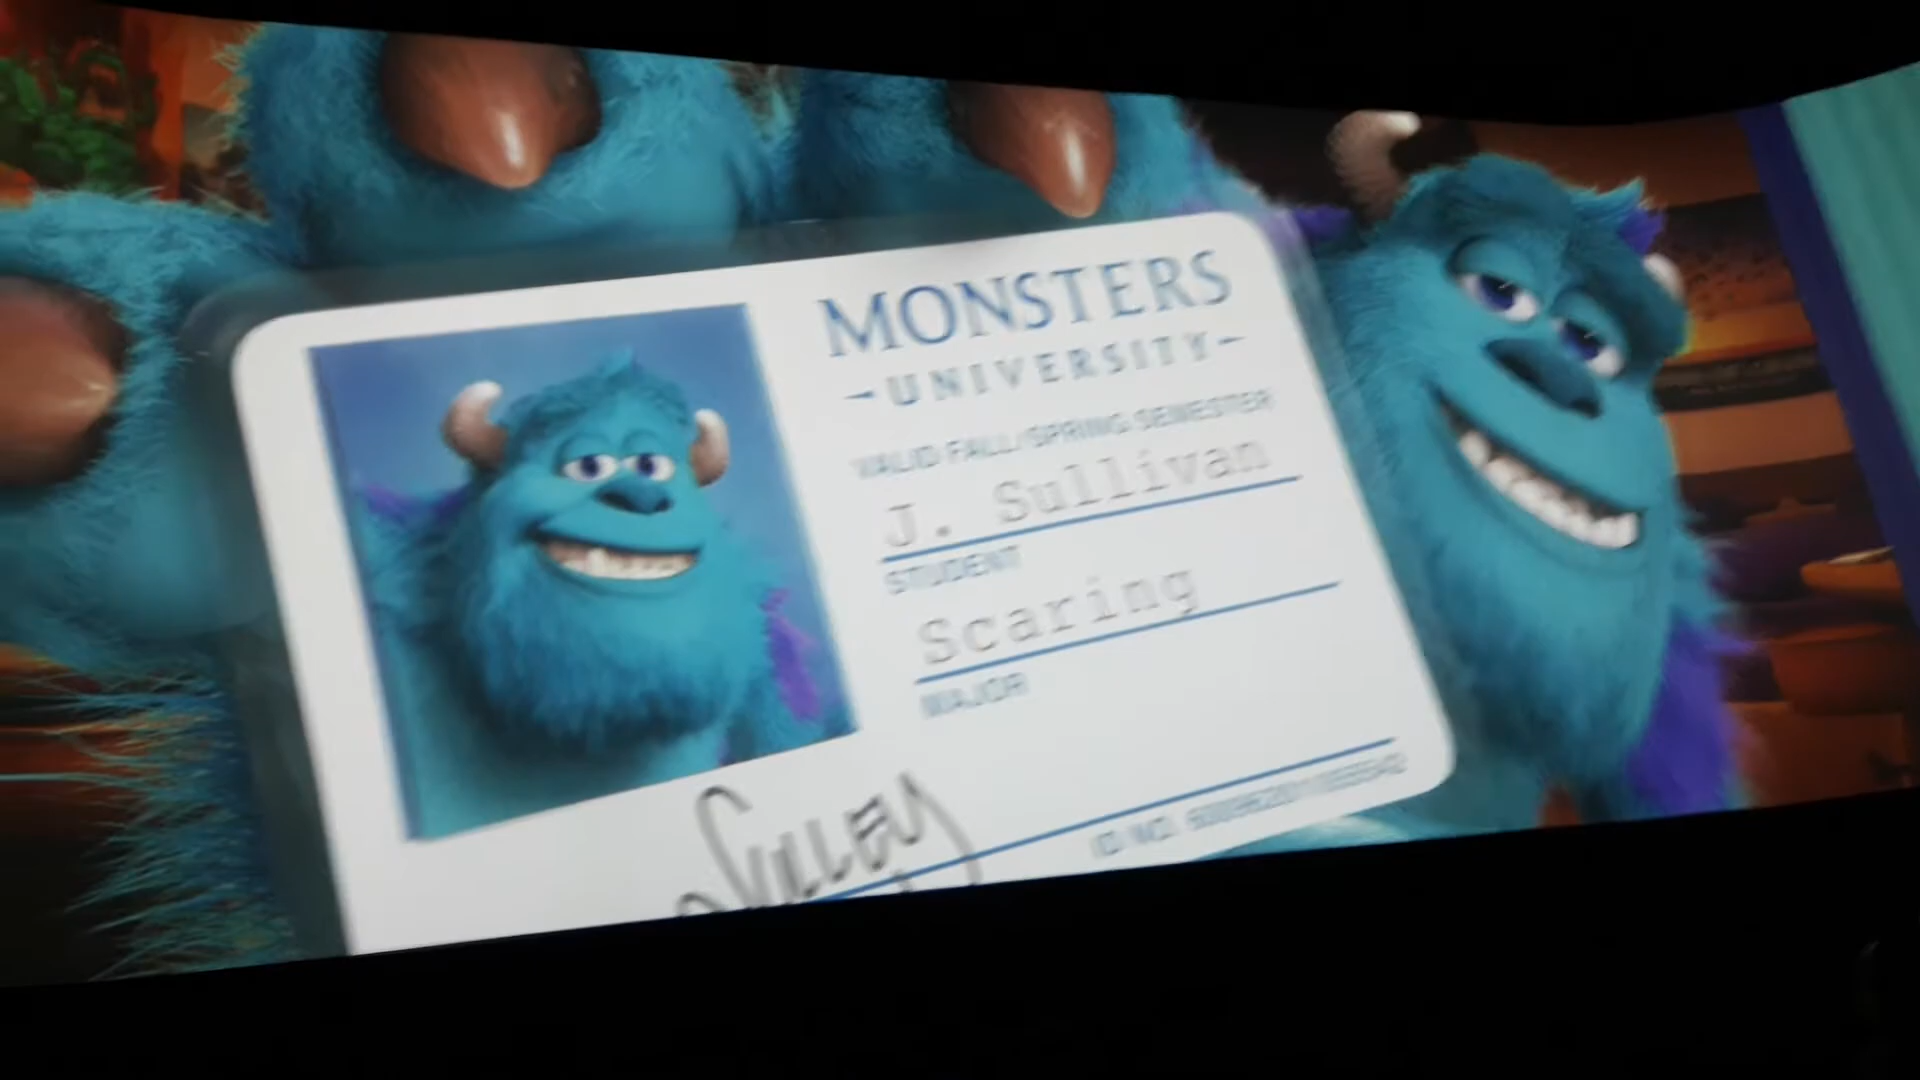 MONSTERS
-UNIVERSITY-
VALID FALL/SPRING SEMESTER
J. Sullivan
STUDENT
Scaring
MAJOR
Sulley
ID NO.